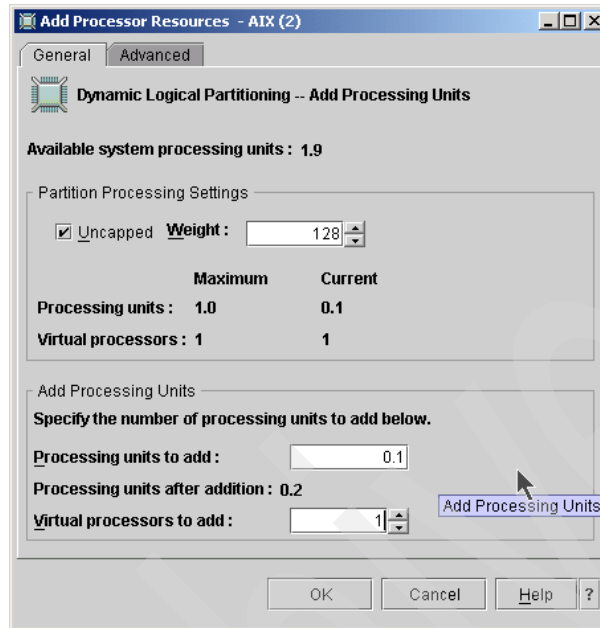 Add Processor Resources - AIX (2)
General Advanced
Dynamic Logical Partitioning -- Add Processing Units
Available system processing units : 1.9
Partition Processing Settings
Uncapped Weight : 128
Maximum Current
Processing units : 1.0 0.1
Virtual processors : 1 1
Add Processing Units
Specify the number of processing units to add below.
Processing units to add : 0.1
Processing units after addition : 0.2
Add Processing Units
Virtual processors to add : 1
OK Cancel Help ?